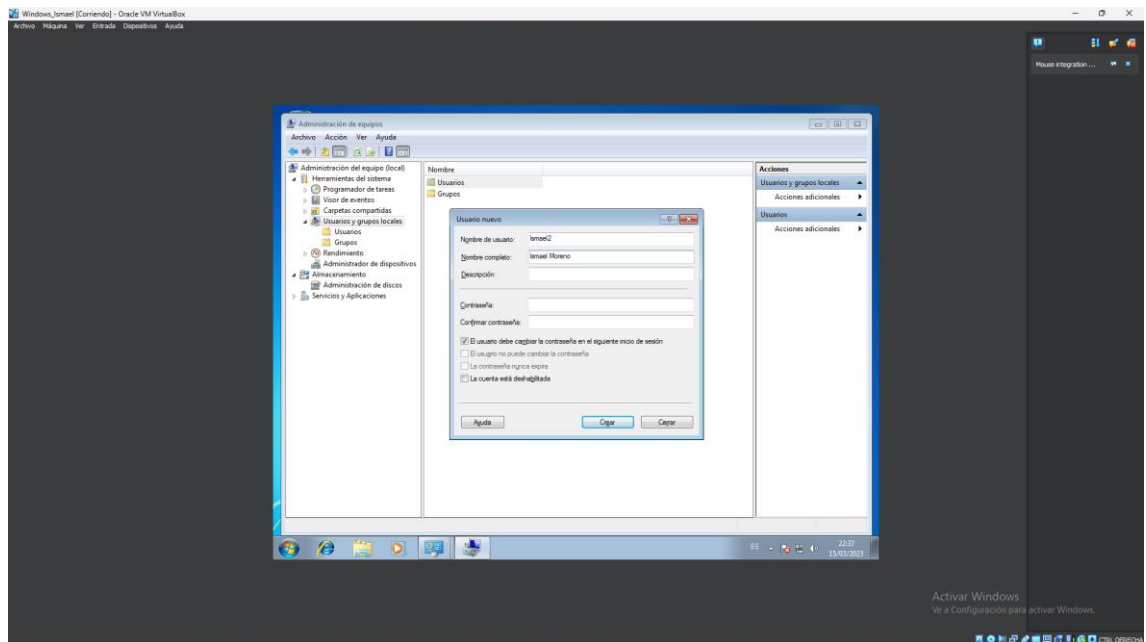 Windows_Ismael [Corriendo] - Oracle VM VirtualBox
Archivo Máquina Ver Entrada Dispositivos Ayuda
Mouse integration ...
Administración de equipos
Archivo Acción Ver Ayuda
Administración del equipo (local)
Herramientas del sistema
Programador de tareas
Visor de eventos
Carpetas compartidas
Usuarios y grupos locales
Usuarios
Grupos
Rendimiento
Administrador de dispositivos
Almacenamiento
Administración de discos
Servicios y Aplicaciones
Nombre
Usuarios
Grupos
Acciones
Usuarios y grupos locales
Acciones adicionales
Usuarios
Acciones adicionales
Usuario nuevo
Nombre de usuario: Ismael2
Nombre completo: Ismael Moreno
Descripción:
Contraseña:
Confirmar contraseña:
El usuario debe cambiar la contraseña en el siguiente inicio de sesión
El usuario no puede cambiar la contraseña
La contraseña nunca expira
La cuenta está deshabilitada
Ayuda Crear Cerrar
ES 22:37
15/03/2023
Activar Windows
Ve a Configuración para activar Windows.
CTRL DERECHA